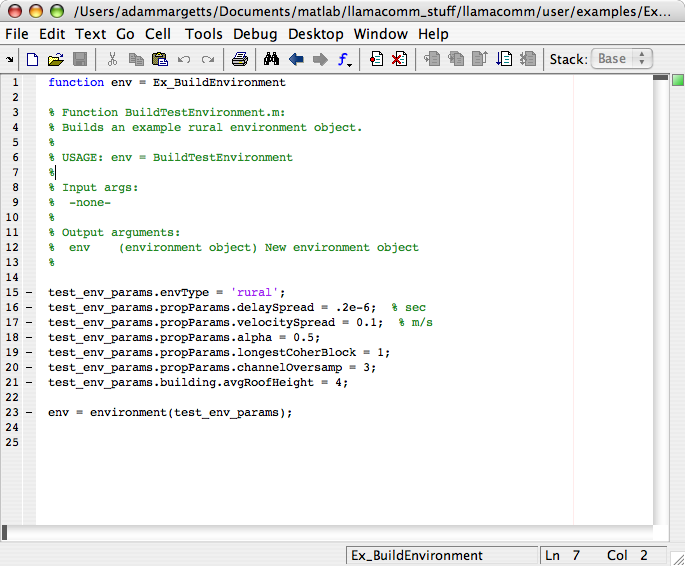 /Users/adammargetts/Documents/matlab/llamacomm_stuff/llamacomm/user/examples/Ex...
File Edit Text Go Cell Tools Debug Desktop Window Help
Stack: Base
1 function env = Ex_BuildEnvironment
2
3 % Function BuildTestEnvironment.m:
4 % Builds an example rural environment object.
5 %
6 % USAGE: env = BuildTestEnvironment
7 %
8 % Input args:
9 % -none-
10 %
11 % Output arguments:
12 % env (environment object) New environment object
13 %
14
15 – test_env_params.envType = 'rural';
16 – test_env_params.propParams.delaySpread = .2e-6; % sec
17 – test_env_params.propParams.velocitySpread = 0.1; % m/s
18 – test_env_params.propParams.alpha = 0.5;
19 – test_env_params.propParams.longestCoherBlock = 1;
20 – test_env_params.propParams.channelOversamp = 3;
21 – test_env_params.building.avgRoofHeight = 4;
22
23 – env = environment(test_env_params);
24
25
Ex_BuildEnvironment Ln 7 Col 2